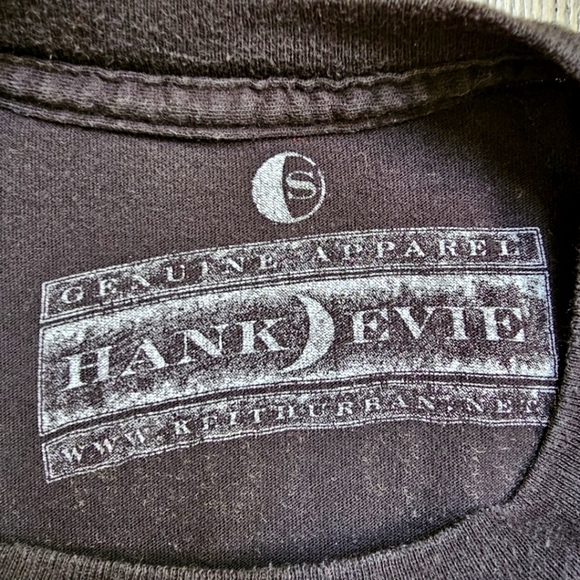 S
GENUINE APPAREL
HANK EVIE
WWW.KEITHURBAN.NET